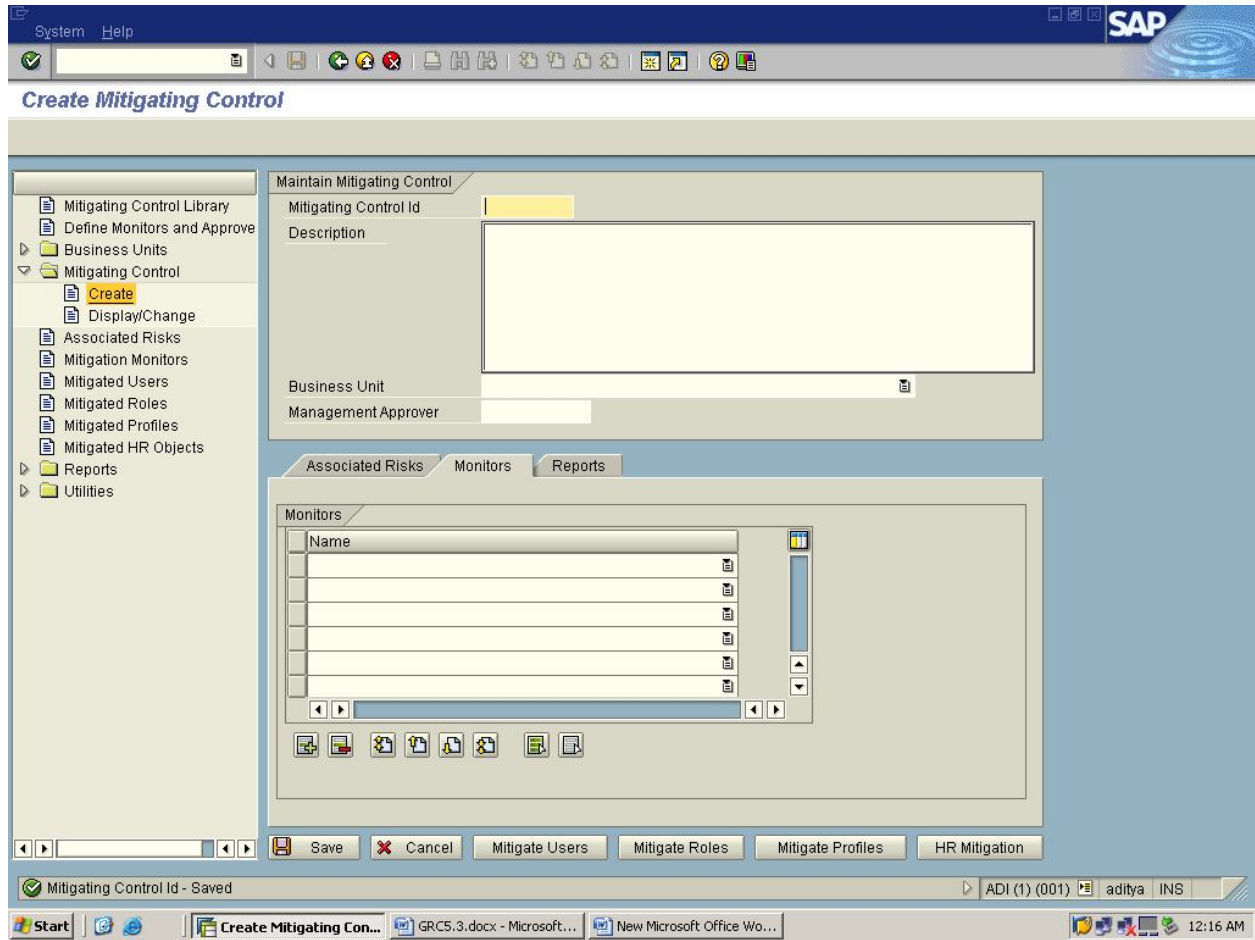 System Help
SAP
Create Mitigating Control
Mitigating Control Library
Define Monitors and Approve
Business Units
Mitigating Control
Create
Display/Change
Associated Risks
Mitigation Monitors
Mitigated Users
Mitigated Roles
Mitigated Profiles
Mitigated HR Objects
Reports
Utilities
Maintain Mitigating Control
Mitigating Control Id
Description
Business Unit
Management Approver
Associated Risks Monitors Reports
Monitors
Name
Save Cancel Mitigate Users Mitigate Roles Mitigate Profiles HR Mitigation
Mitigating Control Id - Saved ADI (1) (001) aditya INS
Start Create Mitigating Con... GRC5.3.docx - Microsoft... New Microsoft Office Wo... 12:16 AM